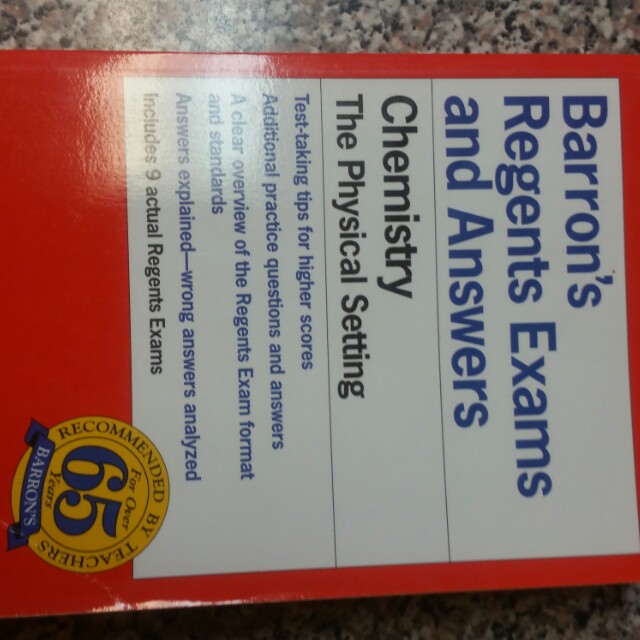 Barron's
Regents Exams
and Answers
Chemistry
The Physical Setting
Test-taking tips for higher scores
Additional practice questions and answers
A clear overview of the Regents Exam format
and standards
Answers explained—wrong answers analyzed
Includes 9 actual Regents Exams
RECOMMENDED BY TEACHERS
For Over
65
Years
BARRON'S